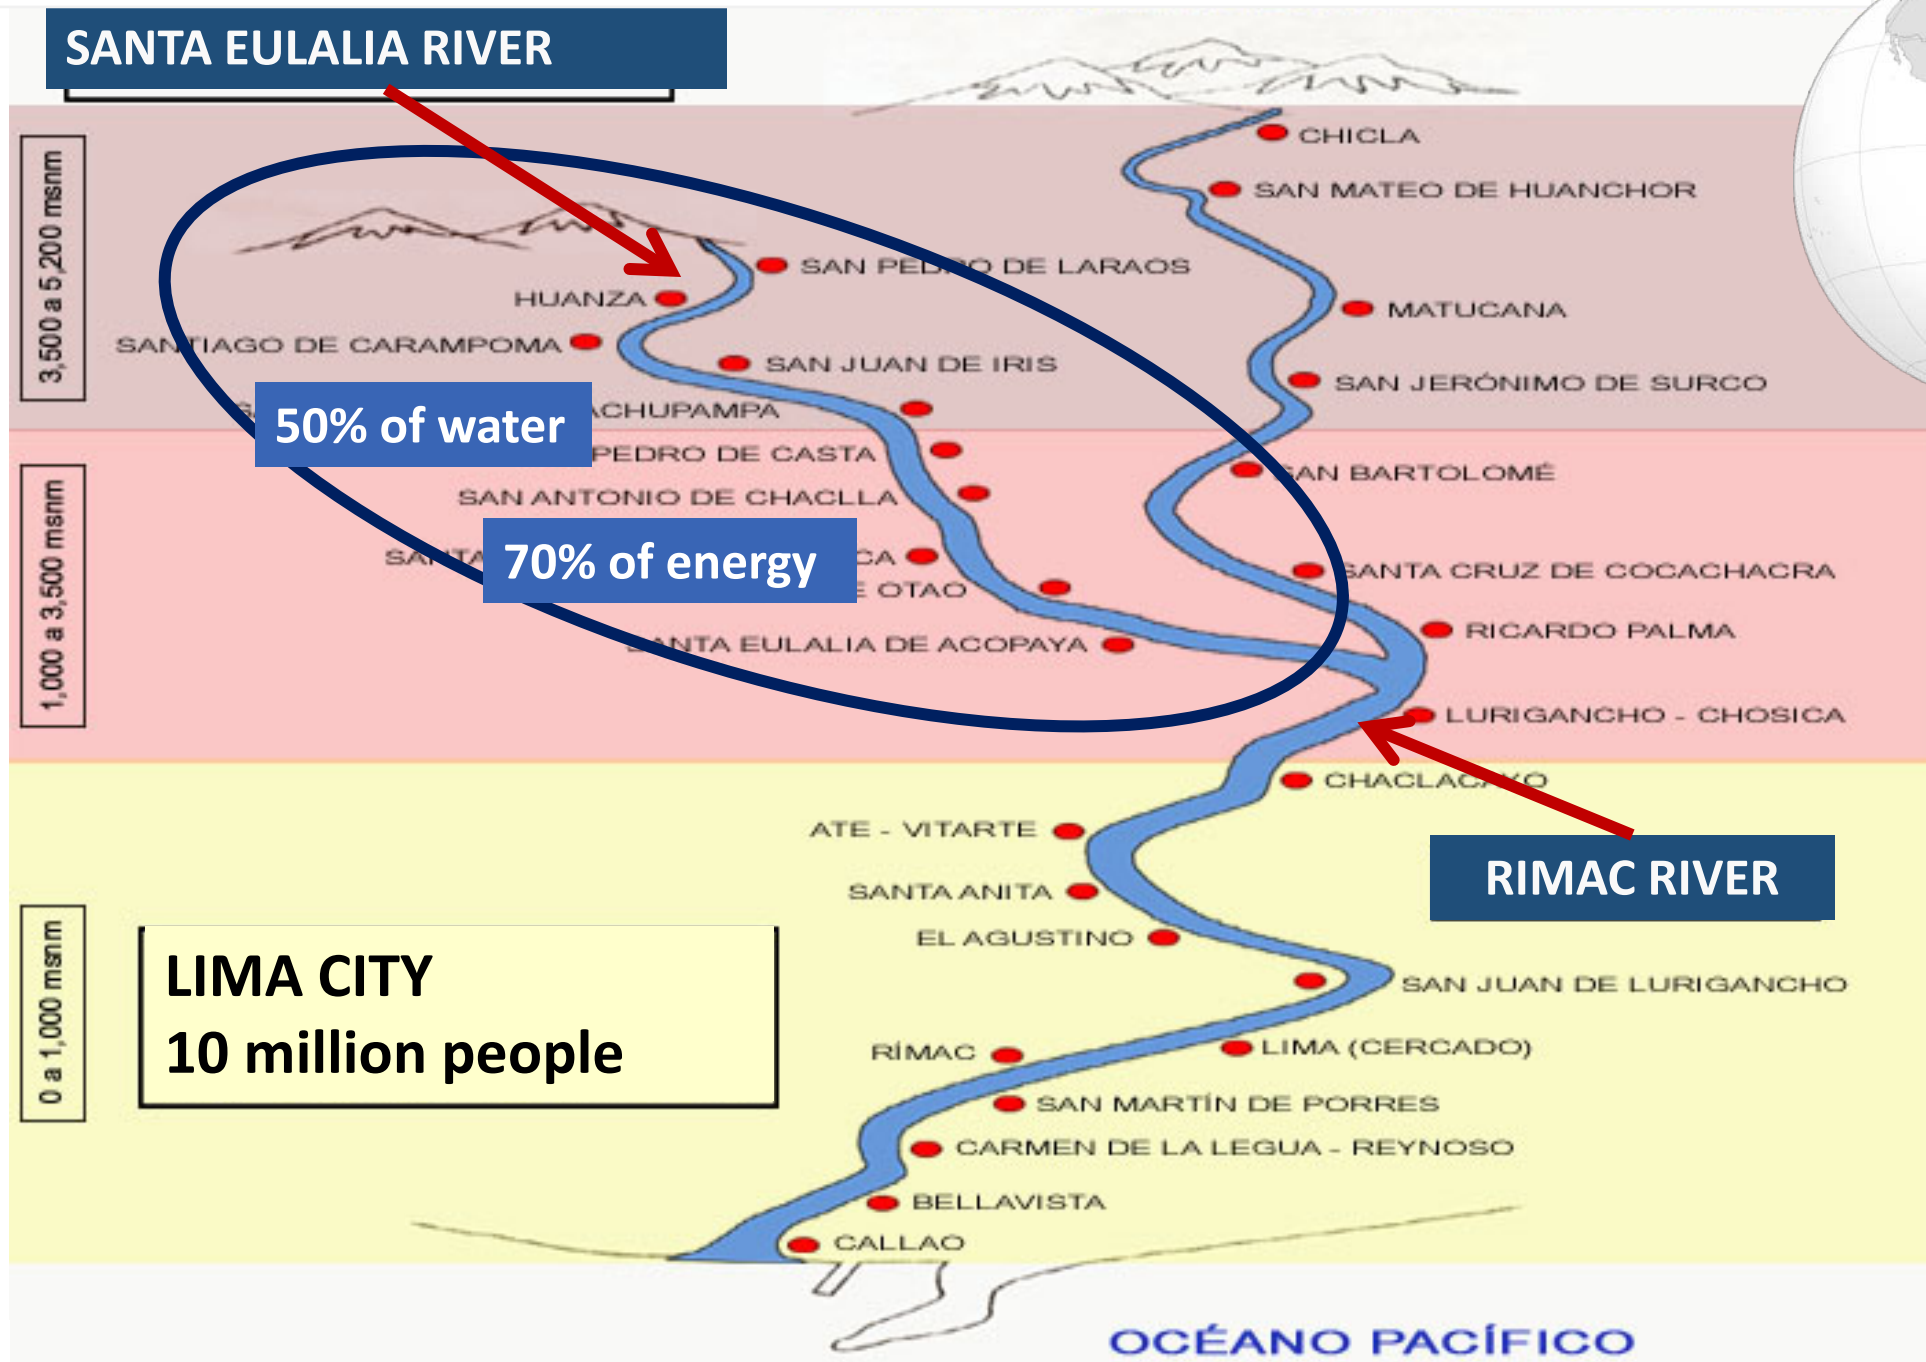 SANTA EULALIA RIVER
3,500 a 5,200 msnm
CHICLA
SAN MATEO DE HUANCHOR
SAN PEDRO DE LARAOS
HUANZA
MATUCANA
SANTIAGO DE CARAMPOMA
SAN JUAN DE IRIS
SAN JERÓNIMO DE SURCO
50% of water
ACHUPAMPA
1,000 a 3,500 msnm
PEDRO DE CASTA
SAN BARTOLOMÉ
SAN ANTONIO DE CHACLLA
70% of energy
SANTA CRUZ DE COCACHACRA
OTAO
RICARDO PALMA
SANTA EULALIA DE ACOPAYA
LURIGANCHO - CHOSICA
CHACLACAYO
ATE - VITARTE
RIMAC RIVER
SANTA ANITA
0 a 1,000 msnm
EL AGUSTINO
LIMA CITY
10 million people
SAN JUAN DE LURIGANCHO
RÍMAC
LIMA (CERCADO)
SAN MARTÍN DE PORRES
CARMEN DE LA LEGUA - REYNOSO
BELLAVISTA
CALLAO
OCÉANO PACÍFICO